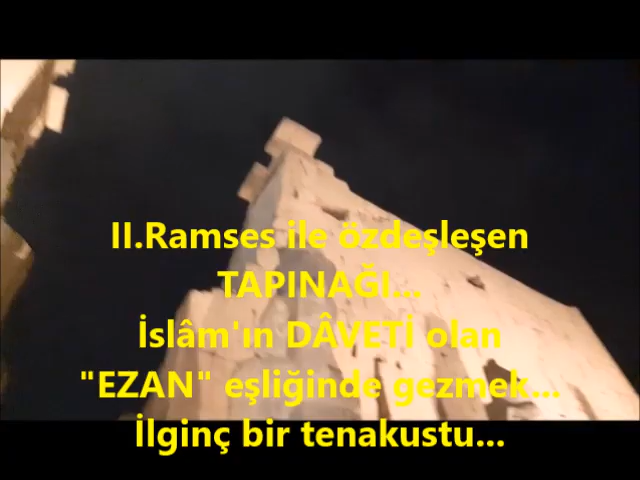 II.Ramses ile özdeşleşen
TAPINAĞI...
İslâm'ın DÂVETİ olan
"EZAN" eşliğinde gezmek...
İlginç bir tenakustu...